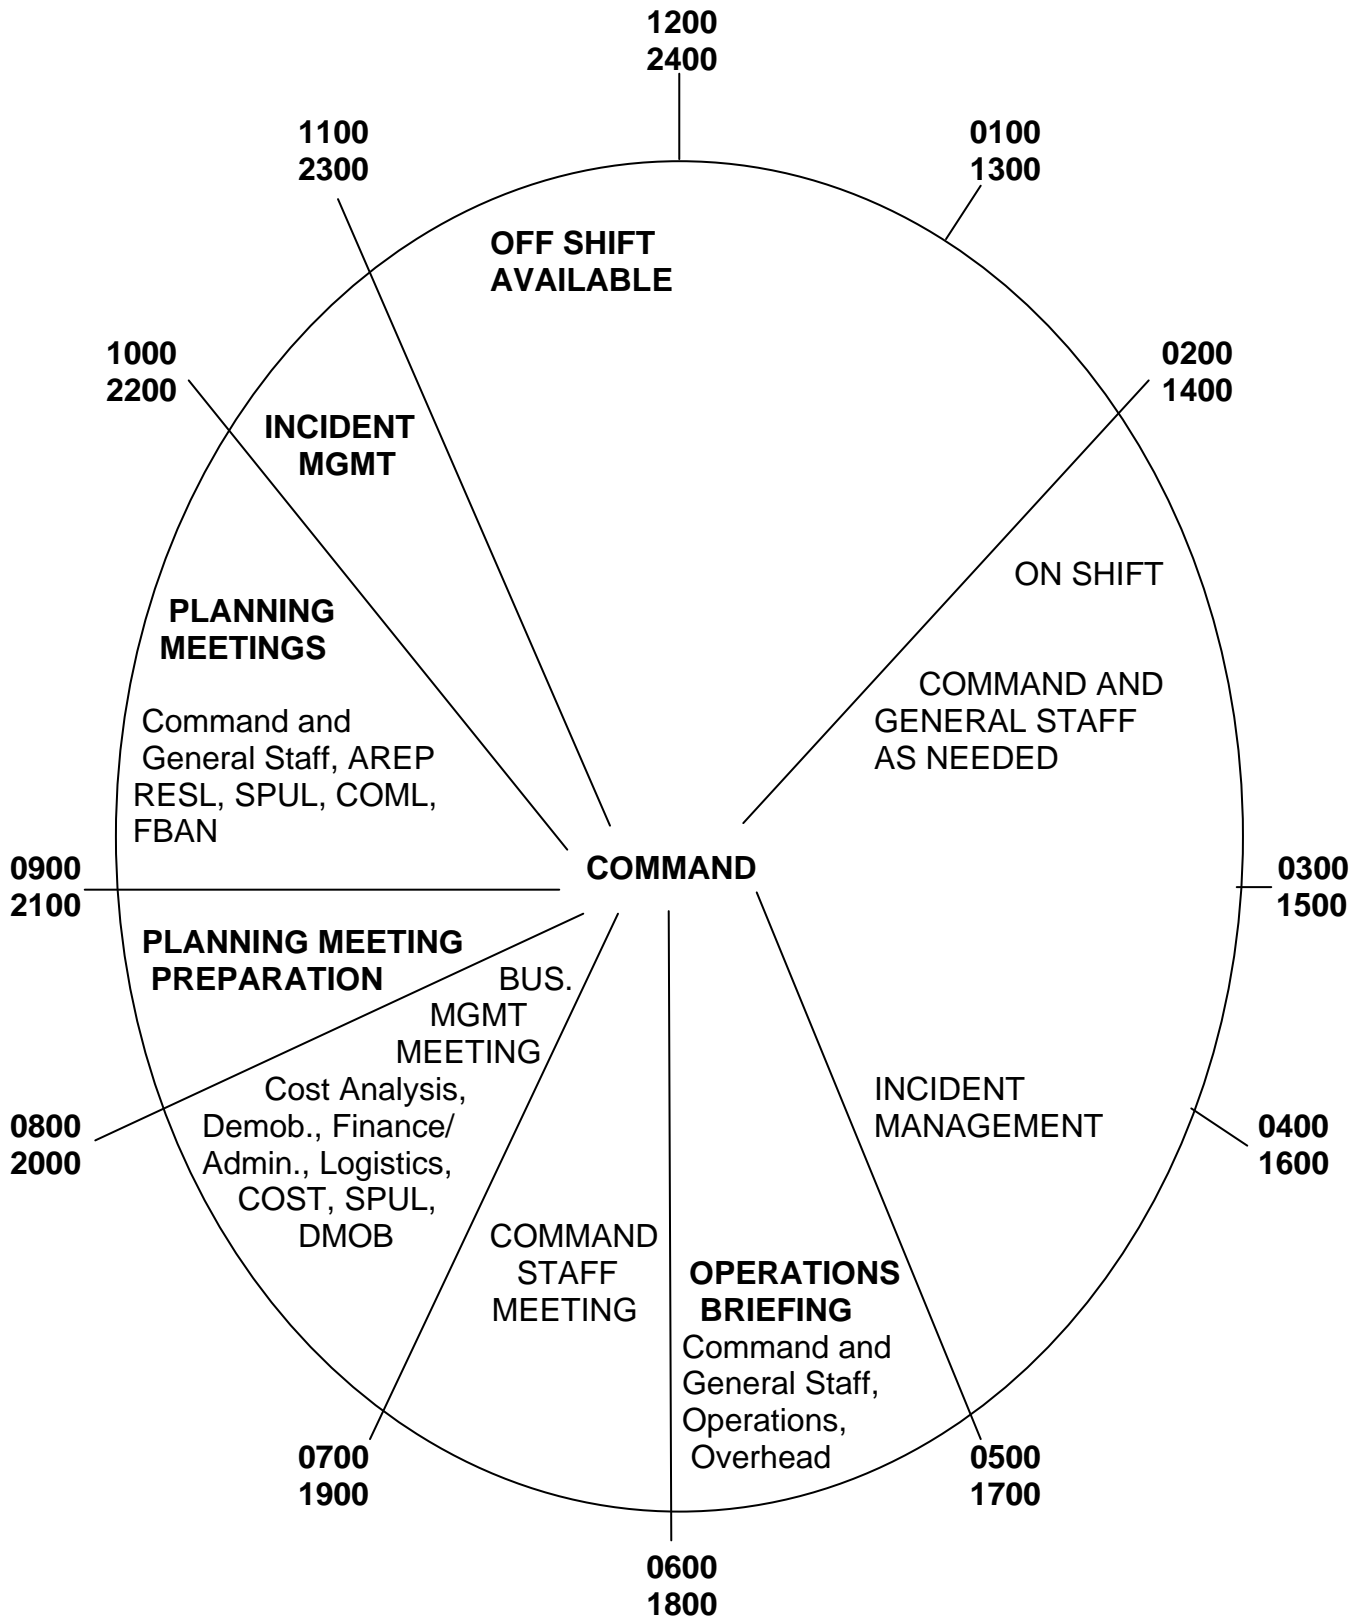 1200
2400
1100
2300
0100
1300
OFF SHIFT
AVAILABLE
1000
2200
0200
1400
INCIDENT
MGMT
ON SHIFT
PLANNING
MEETINGS
COMMAND AND
GENERAL STAFF
AS NEEDED
Command and
General Staff, AREP
RESL, SPUL, COML,
FBAN
COMMAND
0900
2100
0300
1500
PLANNING MEETING
PREPARATION
BUS.
MGMT
MEETING
Cost Analysis,
Demob., Finance/
Admin., Logistics,
COST, SPUL,
DMOB
INCIDENT
MANAGEMENT
0800
2000
0400
1600
COMMAND
STAFF
MEETING
OPERATIONS
BRIEFING
Command and
General Staff,
Operations,
Overhead
0700
1900
0500
1700
0600
1800